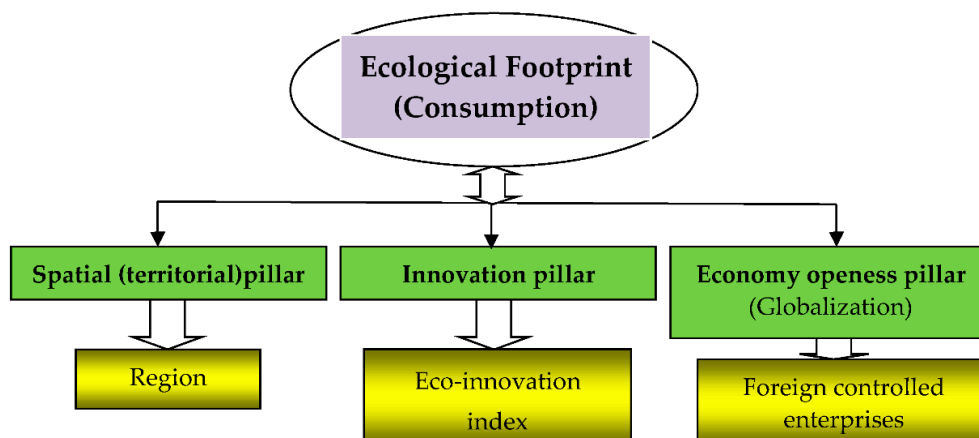 Ecological Footprint
(Consumption)
Spatial (territorial)pillar
Innovation pillar
Economy openess pillar
(Globalization)
Region
Eco-innovation
index
Foreign controlled
enterprises